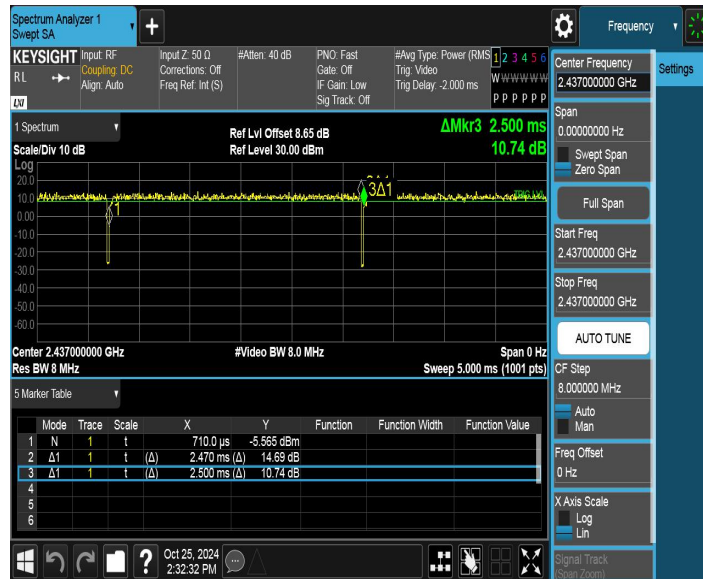 Spectrum Analyzer 1
Swept SA
Frequency
KEYSIGHT
RL
LXI
Input: RF
Coupling: DC
Align: Auto
Input Z: 50 Ω
Corrections: Off
Freq Ref: Int (S)
#Atten: 40 dB
PNO: Fast
Gate: Off
IF Gain: Low
Sig Track: Off
#Avg Type: Power (RMS
Trig: Video
Trig Delay: -2.000 ms
1 2 3 4 5 6
W W W W W W
P P P P P P
1 Spectrum
Scale/Div 10 dB
Ref Lvl Offset 8.65 dB
Ref Level 30.00 dBm
ΔMkr3 2.500 ms
10.74 dB
Log
20.0
10.0
0.00
-10.0
-20.0
-30.0
-40.0
-50.0
-60.0
3Δ1
TRIG LVL
Center 2.437000000 GHz
#Video BW 8.0 MHz
Span 0 Hz
Res BW 8 MHz
Sweep 5.000 ms (1001 pts)
5 Marker Table
Mode Trace Scale X Y Function Function Width Function Value
1 N 1 t 710.0 µs -5.565 dBm
2 Δ1 1 t (Δ) 2.470 ms (Δ) 14.69 dB
3 Δ1 1 t (Δ) 2.500 ms (Δ) 10.74 dB
4
5
6
Oct 25, 2024
2:32:32 PM
Center Frequency
2.437000000 GHz
Settings
Span
0.00000000 Hz
Swept Span
Zero Span
Full Span
Start Freq
2.437000000 GHz
Stop Freq
2.437000000 GHz
AUTO TUNE
CF Step
8.000000 MHz
Auto
Man
Freq Offset
0 Hz
X Axis Scale
Log
Lin
Signal Track
(Span Zoom)